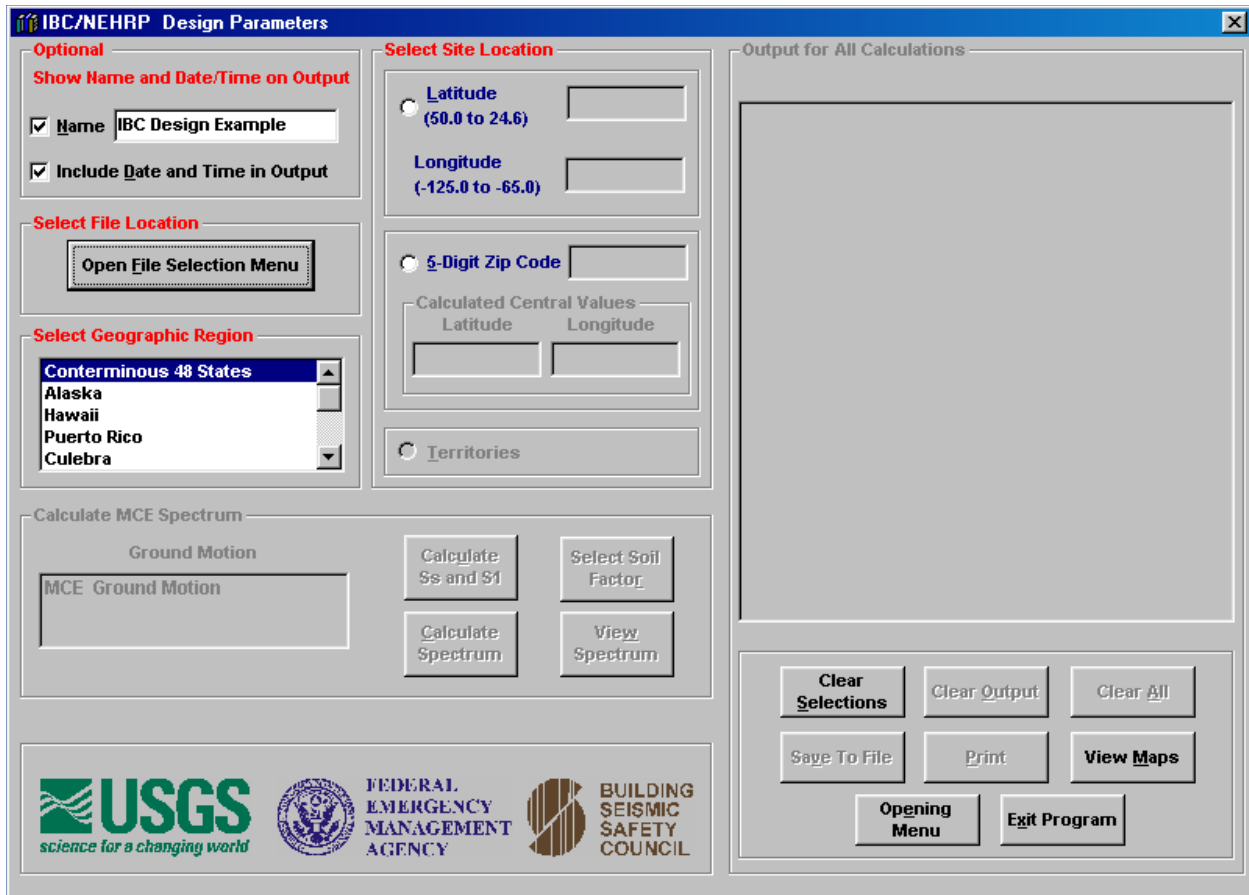 IBC/NEHRP Design Parameters
Optional
Show Name and Date/Time on Output
Name IBC Design Example
Include Date and Time in Output
Select File Location
Open File Selection Menu
Select Geographic Region
Conterminous 48 States
Alaska
Hawaii
Puerto Rico
Culebra
Select Site Location
Latitude
(50.0 to 24.6)
Longitude
(-125.0 to -65.0)
5-Digit Zip Code
Calculated Central Values
Latitude Longitude
Territories
Calculate MCE Spectrum
Ground Motion
MCE Ground Motion
Calculate
Ss and S1
Select Soil
Factor
Calculate
Spectrum
View
Spectrum
USGS
science for a changing world
FEDERAL
EMERGENCY
MANAGEMENT
AGENCY
BUILDING
SEISMIC
SAFETY
COUNCIL
Output for All Calculations
Clear
Selections
Clear Output
Clear All
Save To File
Print
View Maps
Opening
Menu
Exit Program